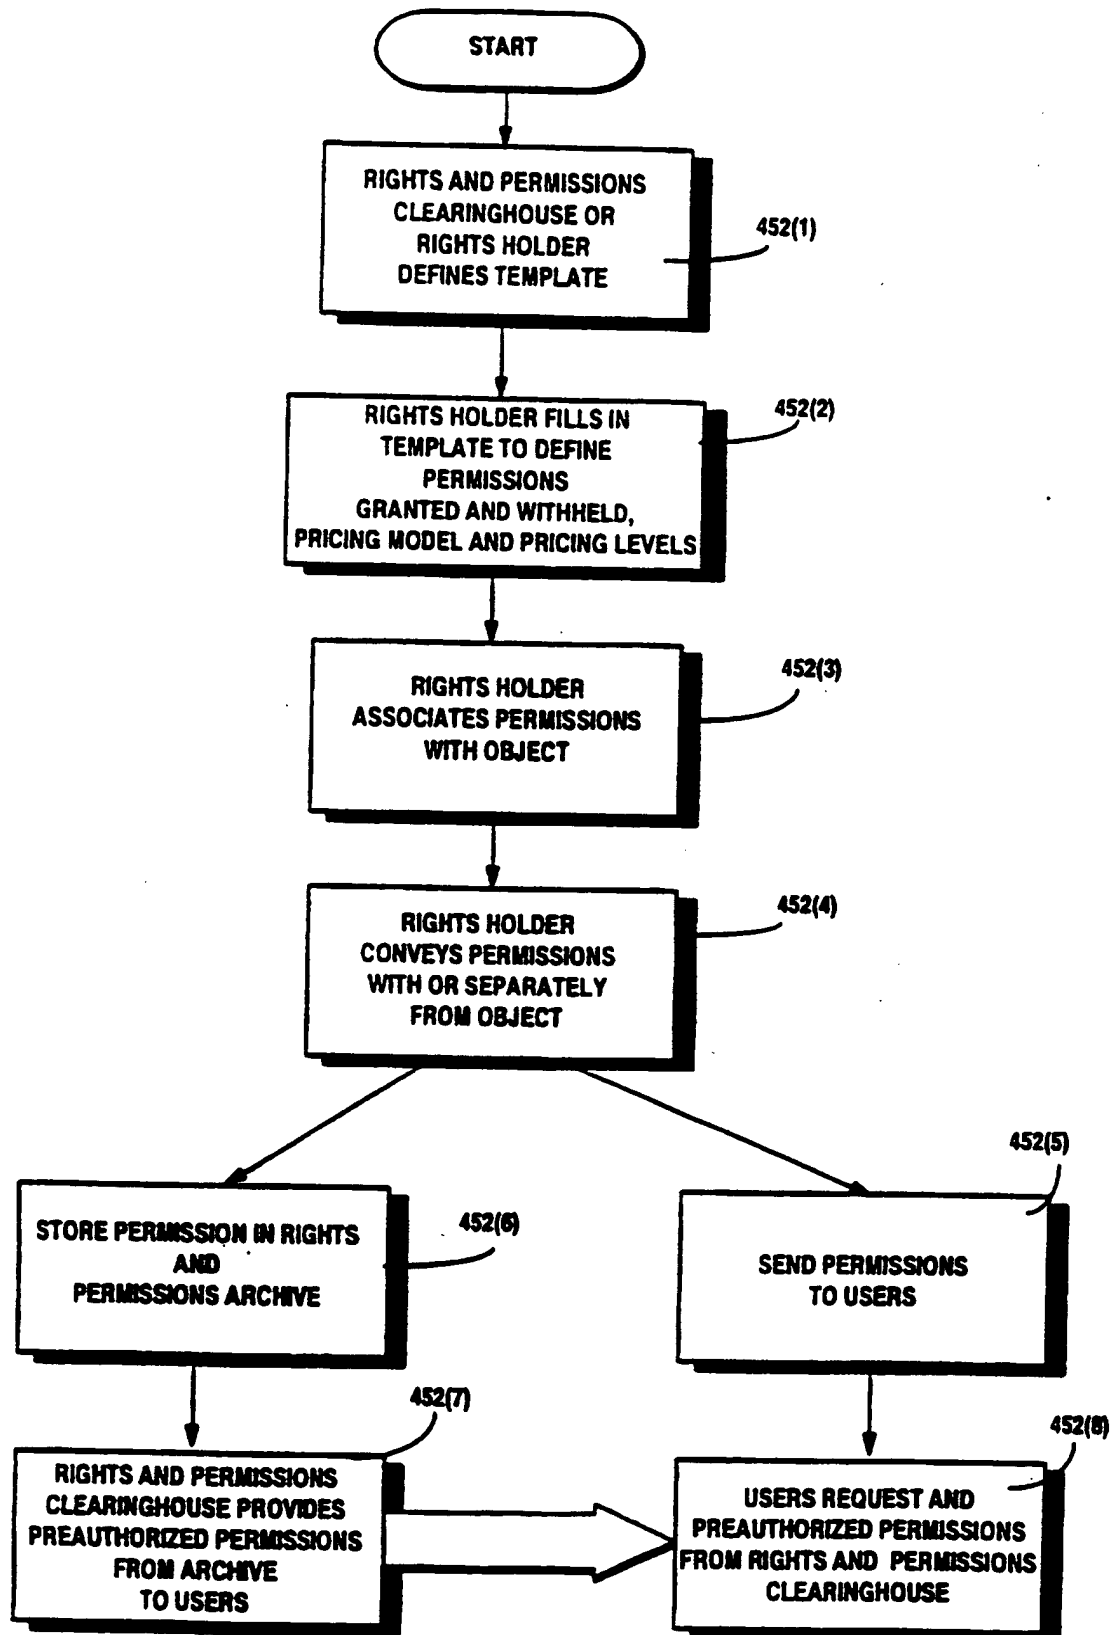 START
RIGHTS AND PERMISSIONS
CLEARINGHOUSE OR
RIGHTS HOLDER
DEFINES TEMPLATE
452(1)
RIGHTS HOLDER FILLS IN
TEMPLATE TO DEFINE
PERMISSIONS
GRANTED AND WITHHELD,
PRICING MODEL AND PRICING LEVELS
452(2)
RIGHTS HOLDER
ASSOCIATES PERMISSIONS
WITH OBJECT
452(3)
RIGHTS HOLDER
CONVEYS PERMISSIONS
WITH OR SEPARATELY
FROM OBJECT
452(4)
STORE PERMISSION IN RIGHTS
AND
PERMISSIONS ARCHIVE
452(6)
SEND PERMISSIONS
TO USERS
452(5)
RIGHTS AND PERMISSIONS
CLEARINGHOUSE PROVIDES
PREAUTHORIZED PERMISSIONS
FROM ARCHIVE
TO USERS
452(7)
USERS REQUEST AND
PREAUTHORIZED PERMISSIONS
FROM RIGHTS AND PERMISSIONS
CLEARINGHOUSE
452(8)